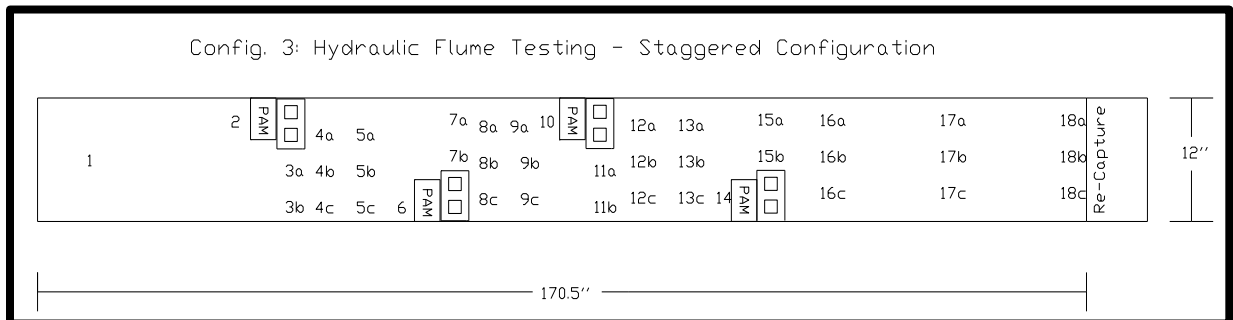 Config. 3: Hydraulic Flume Testing - Staggered Configuration
1
2
PAM
3a
3b
4a
4b
4c
5a
5b
5c
6
PAM
7a
7b
8a
8b
8c
9a
9b
9c
10
PAM
11a
11b
12a
12b
12c
13a
13b
13c
14
PAM
15a
15b
16a
16b
16c
17a
17b
17c
18a
18b
18c
Re-Capture
12''
170.5''